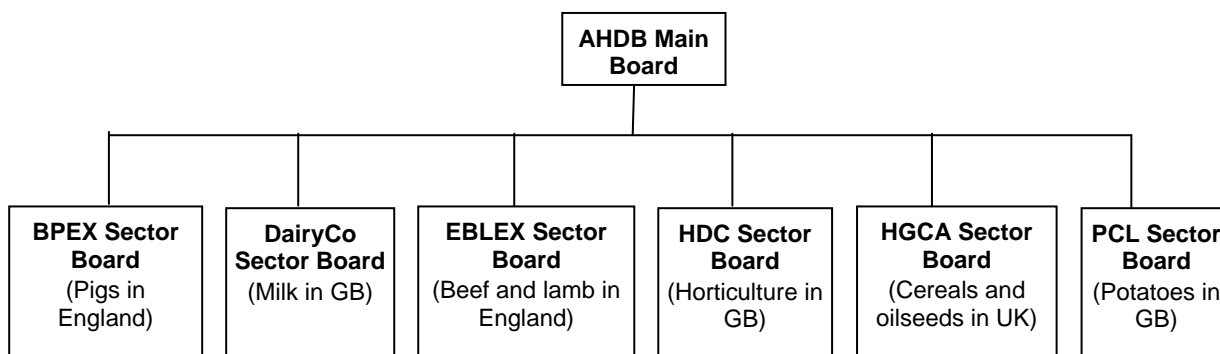 AHDB Main
Board
BPEX Sector
Board
(Pigs in
England)
DairyCo
Sector Board
(Milk in GB)
EBLEX Sector
Board
(Beef and lamb in
England)
HDC Sector
Board
(Horticulture in
GB)
HGCA Sector
Board
(Cereals and
oilseeds in UK)
PCL Sector
Board
(Potatoes in
GB)